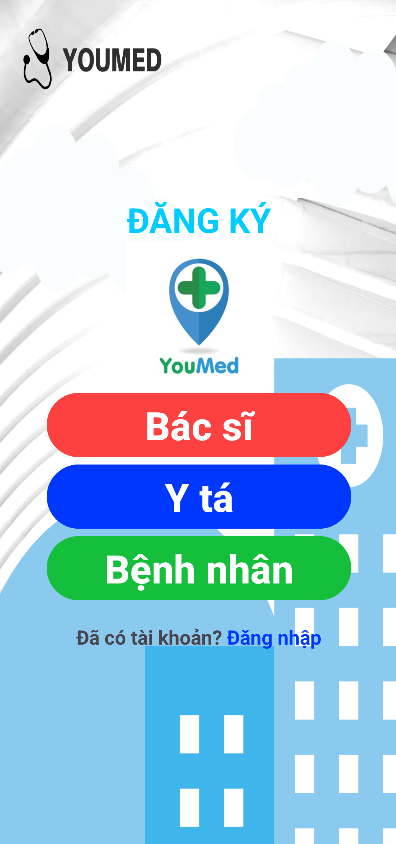 YOUMED
ĐĂNG KÝ
YouMed
Bác sĩ
Y tá
Bệnh nhân
Đã có tài khoản? Đăng nhập